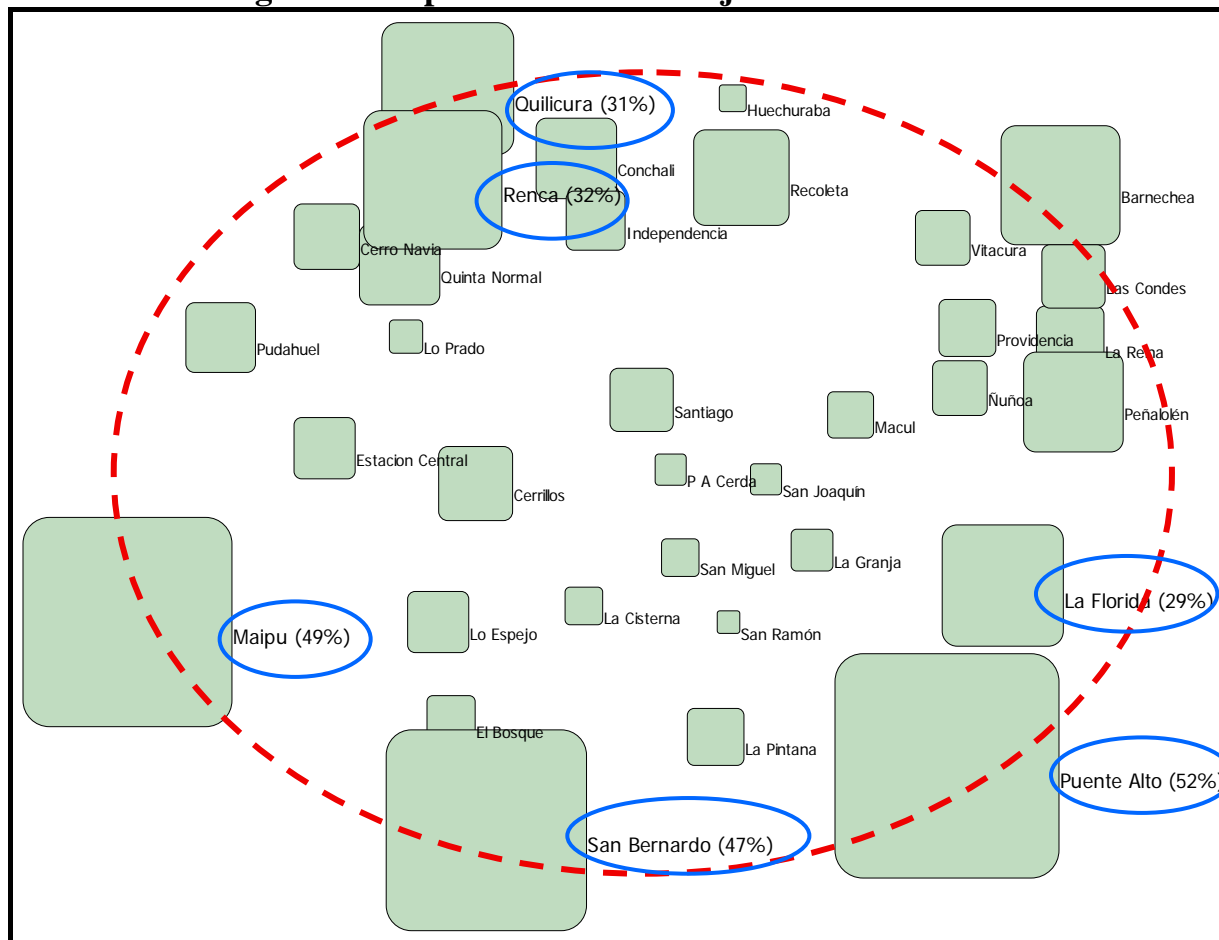 Quilicura (31%)
Huechuraba
Conchali
Recoleta
Renca (32%)
Barnechea
Independencia
Cerro Navia
Vitacura
Quinta Normal
Las Condes
Pudahuel
Lo Prado
Providencia
La Reina
Santiago
Ñuñoa
Peñalolén
Macul
Estacion Central
Cerrillos
P A Cerda
San Joaquín
San Miguel
La Granja
La Florida (29%)
Maipu (49%)
Lo Espejo
La Cisterna
San Ramón
El Bosque
La Pintana
Puente Alto (52%)
San Bernardo (47%)